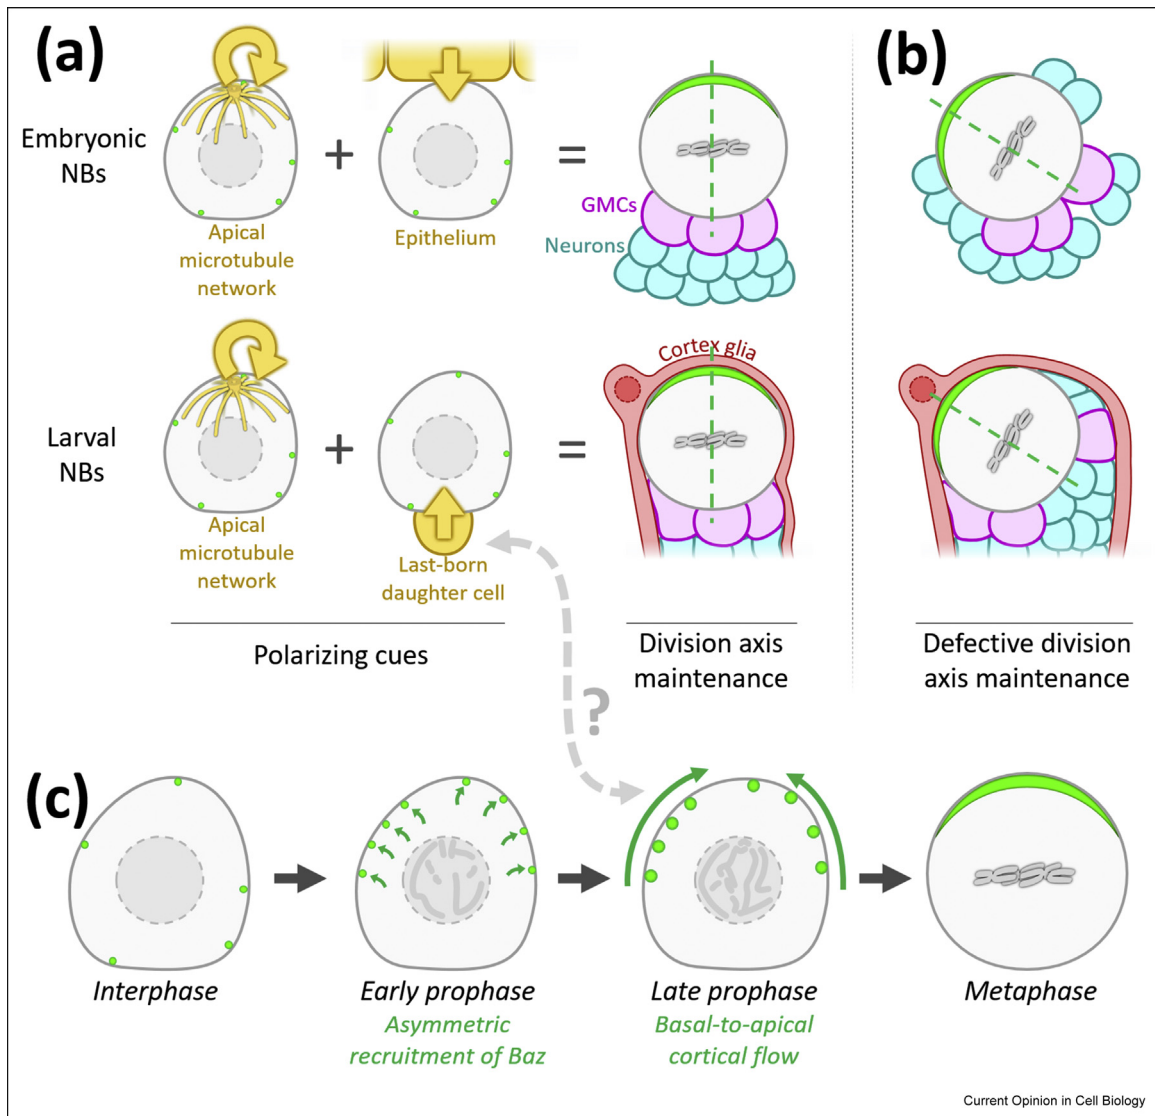 (a)
(b)
Embryonic
NBs
+
=
GMCs
Neurons
Apical
microtubule
network
Epithelium
Cortex glia
Larval
NBs
+
=
Apical
microtubule
network
Last-born
daughter cell
Polarizing cues
Division axis
maintenance
Defective division
axis maintenance
?
(c)
Interphase
Early prophase
Late prophase
Metaphase
Asymmetric
recruitment of Baz
Basal-to-apical
cortical flow
Current Opinion in Cell Biology